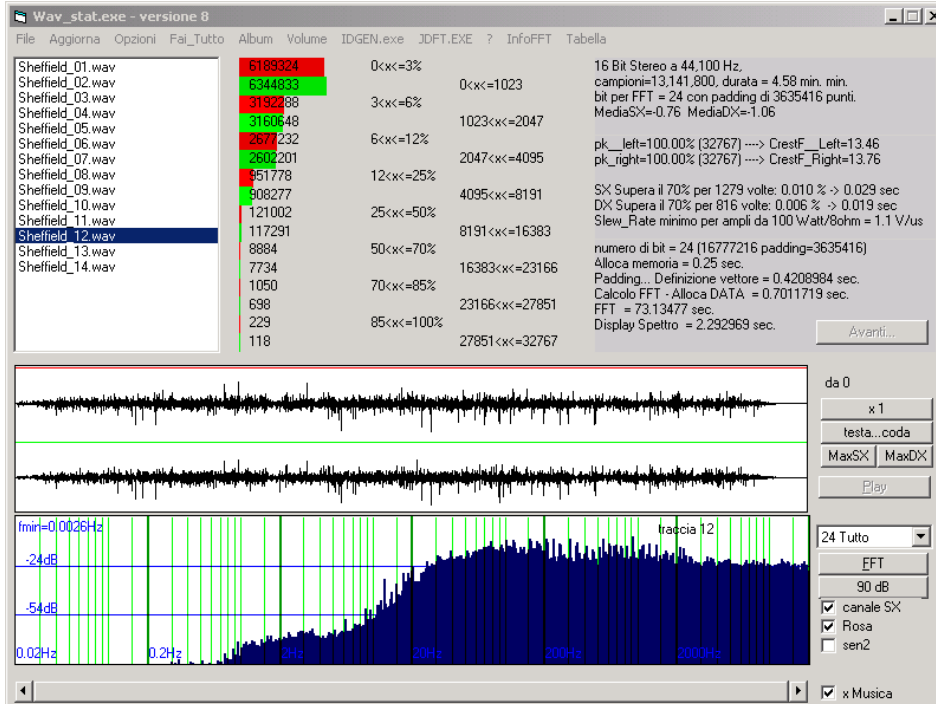 Wav_stat.exe - versione 8
File Aggiorna Opzioni Fai_Tutto Album Volume IDGEN.exe JDFT.EXE ? InfoFFT Tabella
Sheffield_01.wav
Sheffield_02.wav
Sheffield_03.wav
Sheffield_04.wav
Sheffield_05.wav
Sheffield_06.wav
Sheffield_07.wav
Sheffield_08.wav
Sheffield_09.wav
Sheffield_10.wav
Sheffield_11.wav
Sheffield_12.wav
Sheffield_13.wav
Sheffield_14.wav
6189324 0<x<=3%
6344833 0<x<=1023
3192288 3<x<=6%
3160648 1023<x<=2047
2677232 6<x<=12%
2602201 2047<x<=4095
951778 12<x<=25%
908277 4095<x<=8191
121002 25<x<=50%
117291 8191<x<=16383
8884 50<x<=70%
7734 16383<x<=23166
1050 70<x<=85%
698 23166<x<=27851
229 85<x<=100%
118 27851<x<=32767
16 Bit Stereo a 44,100 Hz,
campioni=13,141,800, durata = 4.58 min. min.
bit per FFT = 24 con padding di 3635416 punti.
MediaSX=-0.76 MediaDX=-1.06
pk__left=100.00% (32767) ----> CrestF__Left=13.46
pk_right=100.00% (32767) ----> CrestF_Right=13.76
SX Supera il 70% per 1279 volte: 0.010 % -> 0.029 sec
DX Supera il 70% per 816 volte: 0.006 % -> 0.019 sec
Slew_Rate minimo per ampli da 100 Watt/8ohm = 1.1 V/us
numero di bit = 24 (16777216 padding=3635416)
Alloca memoria = 0.25 sec.
Padding... Definizione vettore = 0.4208984 sec.
Calcolo FFT - Alloca DATA = 0.7011719 sec.
FFT = 73.13477 sec.
Display Spettro = 2.292969 sec.
Avanti...
da 0
x 1
testa...coda
MaxSX MaxDX
Play
fmin=0.0026Hz
traccia 12
-24dB
-54dB
0.02Hz 0.2Hz 2Hz 20Hz 200Hz 2000Hz
24 Tutto
FFT
90 dB
canale SX
Rosa
sen2
x Musica